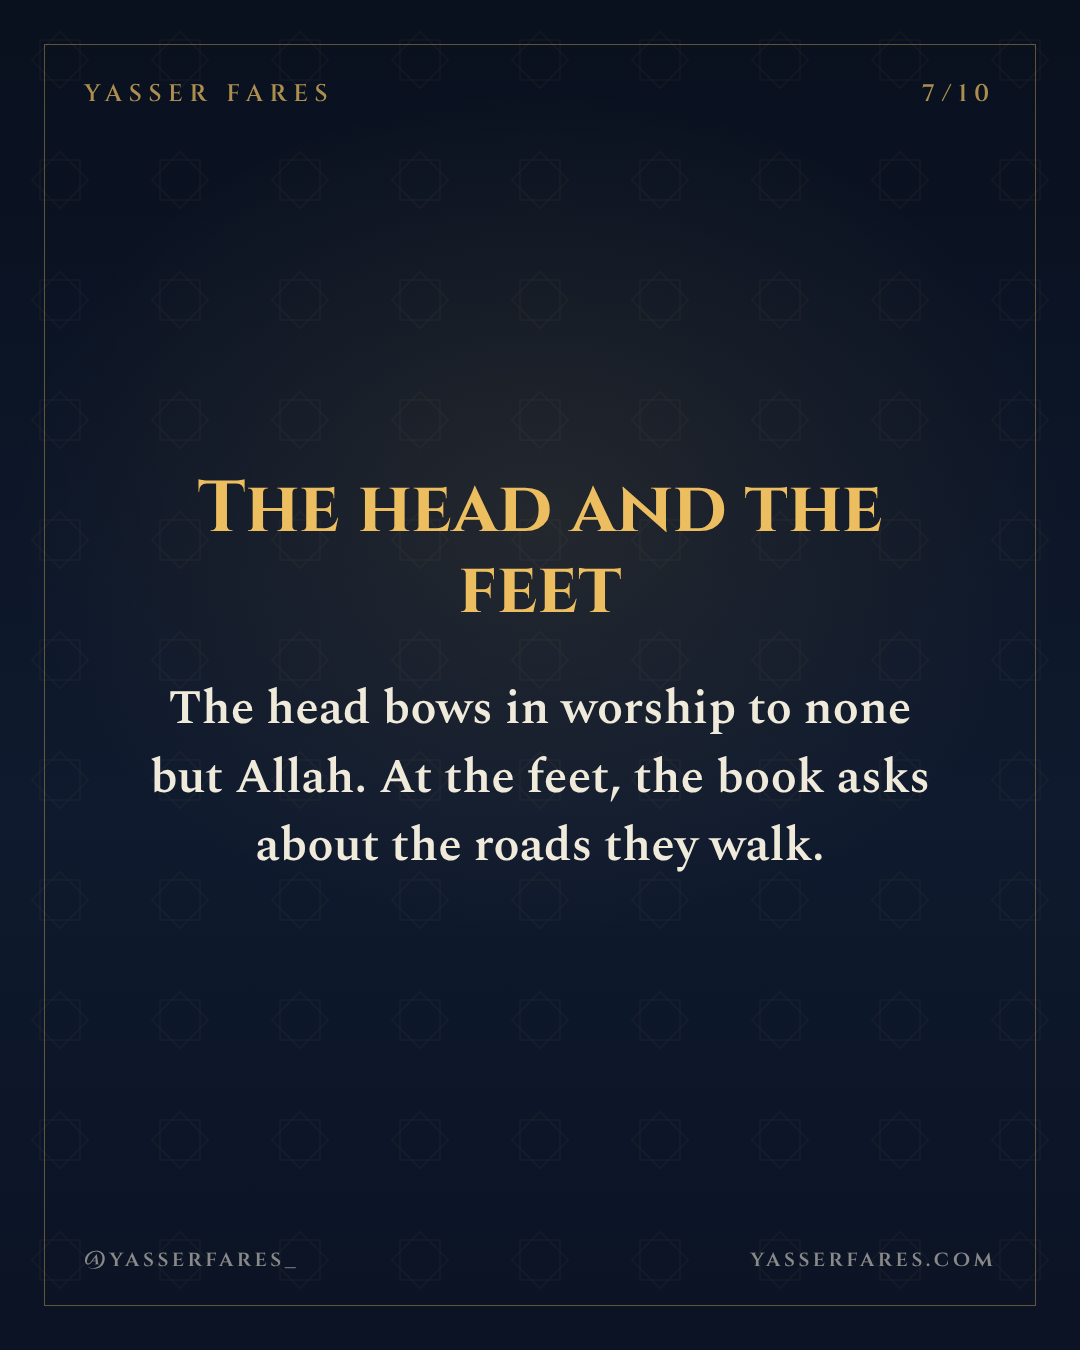 YASSER FARES
7/10
The head and the
feet
The head bows in worship to none
but Allah. At the feet, the book asks
about the roads they walk.
@YASSERFARES_
YASSERFARES.COM